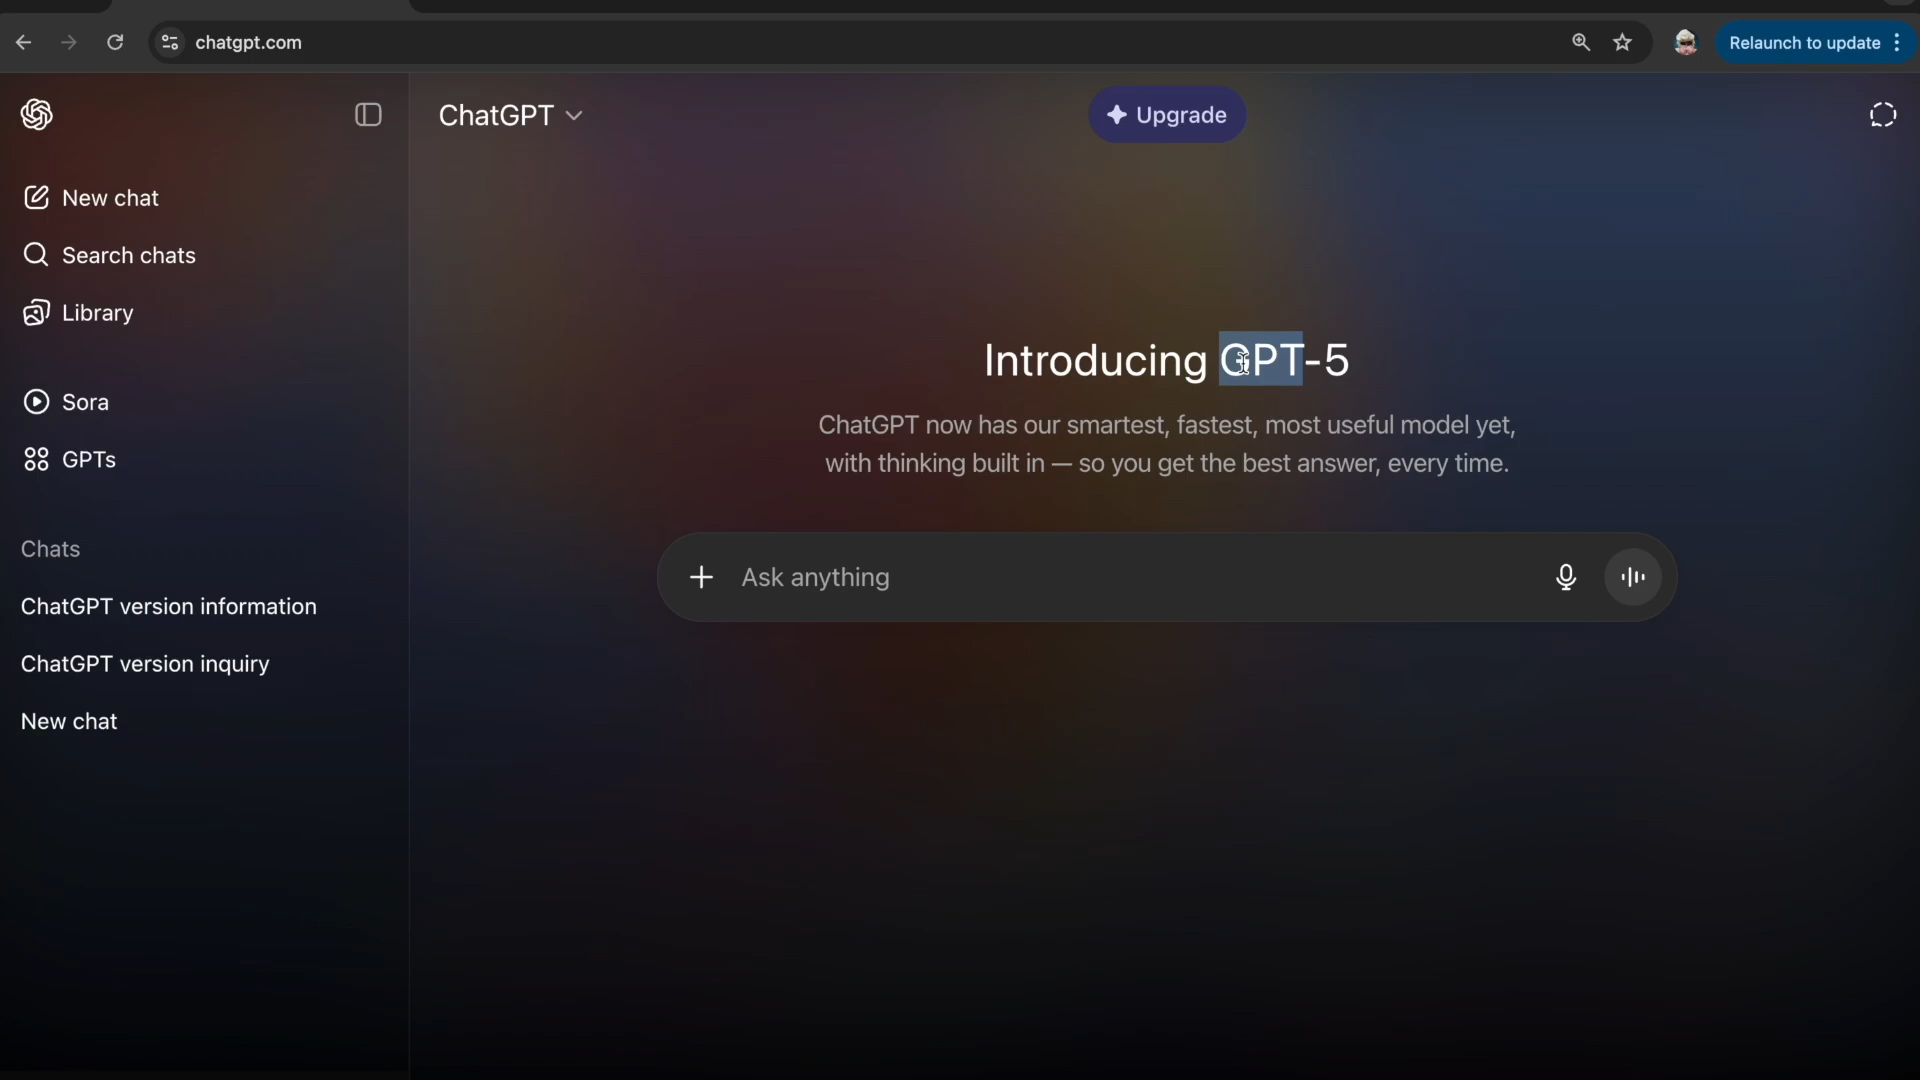 chatgpt.com
Relaunch to update
ChatGPT
Upgrade
New chat
Search chats
Library
Sora
GPTs
Chats
ChatGPT version information
ChatGPT version inquiry
New chat
Introducing GPT-5
ChatGPT now has our smartest, fastest, most useful model yet,
with thinking built in — so you get the best answer, every time.
Ask anything